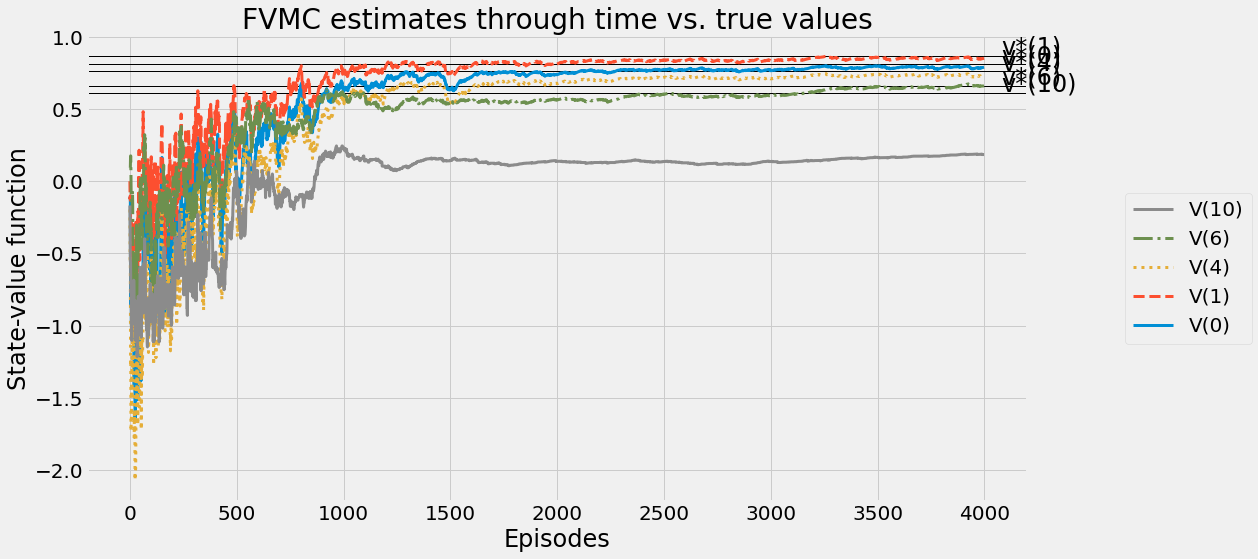 FVMC estimates through time vs. true values
1.0
0.5
0.0
−0.5
−1.0
−1.5
−2.0
State-value function
0
500
1000
1500
2000
2500
3000
3500
4000
Episodes
v*(1)
v*(0)
v*(4)
v*(6)
v*(10)
V(10)
V(6)
V(4)
V(1)
V(0)